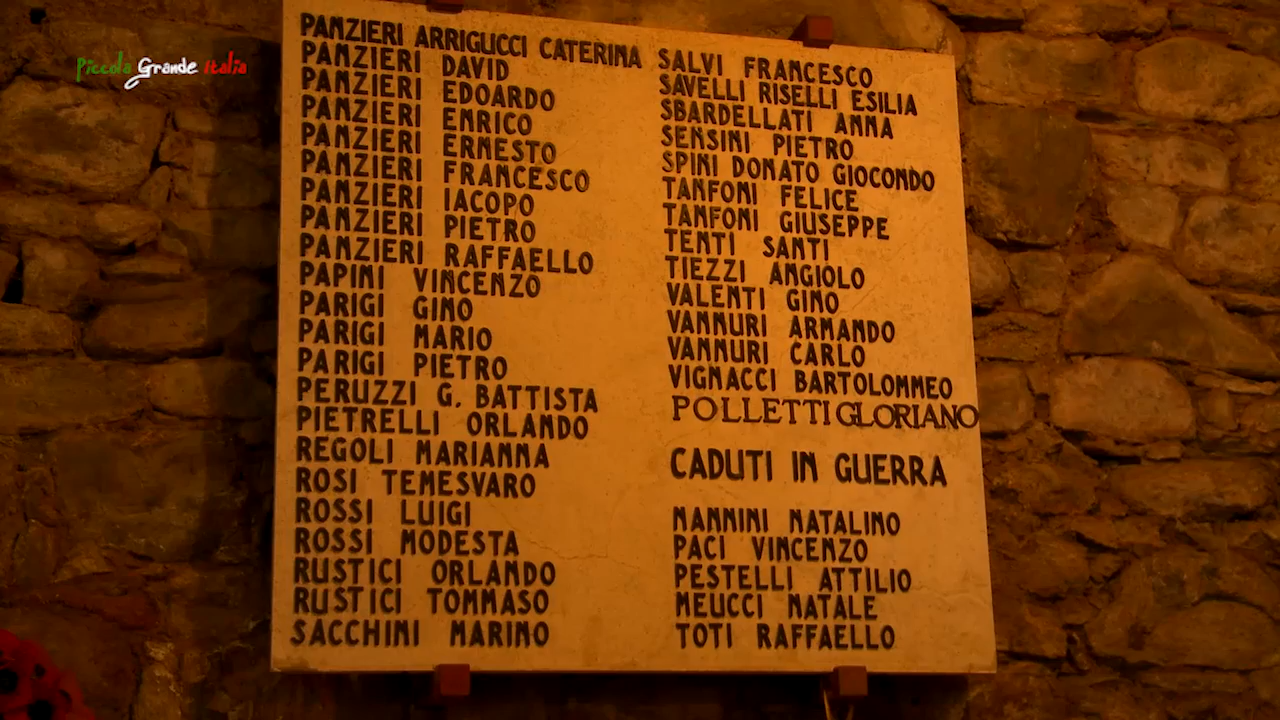 Piccola Grande Italia
PANZIERI ARRIGUCCI CATERINA
PANZIERI DAVID
PANZIERI EDOARDO
PANZIERI ENRICO
PANZIERI ERNESTO
PANZIERI FRANCESCO
PANZIERI IACOPO
PANZIERI PIETRO
PANZIERI RAFFAELLO
PAPINI VINCENZO
PARIGI GINO
PARIGI MARIO
PARIGI PIETRO
PERUZZI G. BATTISTA
PIETRELLI ORLANDO
REGOLI MARIANNA
ROSI TEMESVARO
ROSSI LUIGI
ROSSI MODESTA
RUSTICI ORLANDO
RUSTICI TOMMASO
SACCHINI MARINO
SALVI FRANCESCO
SAVELLI RISELLI ESILIA
SBARDELLATI ANNA
SENSINI PIETRO
SPINI DONATO GIOCONDO
TANFONI FELICE
TANFONI GIUSEPPE
TENTI SANTI
TIEZZI ANGIOLO
VALENTI GINO
VANNURI ARMANDO
VANNURI CARLO
VIGNACCI BARTOLOMMEO
POLLETTI GLORIANO
CADUTI IN GUERRA
NANNINI NATALINO
PACI VINCENZO
PESTELLI ATTILIO
MEUCCI NATALE
TOTI RAFFAELLO